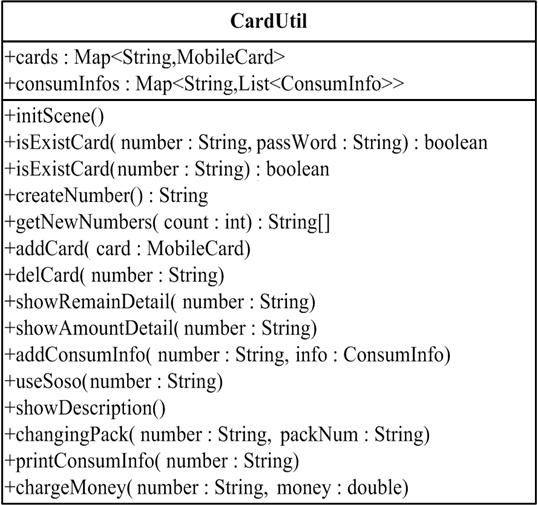 CardUtil
+cards : Map<String,MobileCard>
+consumInfos : Map<String,List<ConsumInfo>>
+initScene()
+isExistCard( number : String, passWord : String) : boolean
+isExistCard(number : String) : boolean
+createNumber() : String
+getNewNumbers( count : int) : String[]
+addCard( card : MobileCard)
+delCard( number : String)
+showRemainDetail( number : String)
+showAmountDetail( number : String)
+addConsumInfo( number : String, info : ConsumInfo)
+useSoso(number : String)
+showDescription()
+changingPack( number : String, packNum : String)
+printConsumInfo( number : String)
+chargeMoney( number : String, money : double)